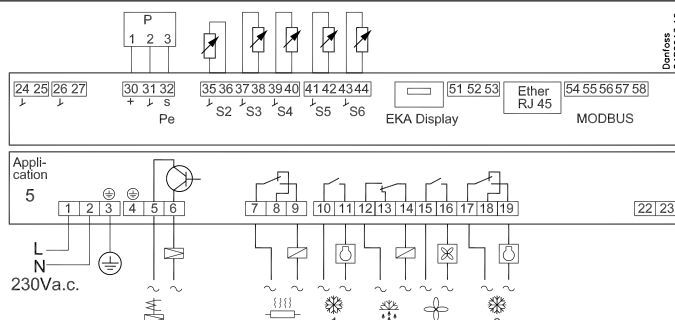 P
1 2 3
Danfoss
24 25 26 27 30 31 32 35 36 37 38 39 40 41 42 43 44 51 52 53 54 55 56 57 58
+ s S2 S3 S4 S5 S6
Pe
EKA Display
Ether
RJ 45
MODBUS
Appli-
cation
5
1 2 3 4 5 6 7 8 9 10 11 12 13 14 15 16 17 18 19 22 23
L
N
230Va.c.